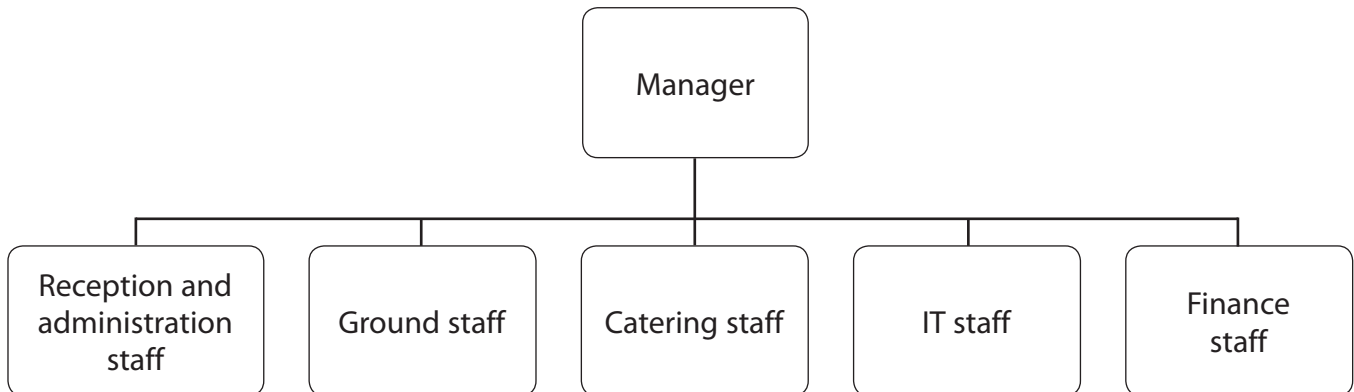 Manager
Reception and
administration
staff
Ground staff
Catering staff
IT staff
Finance
staff